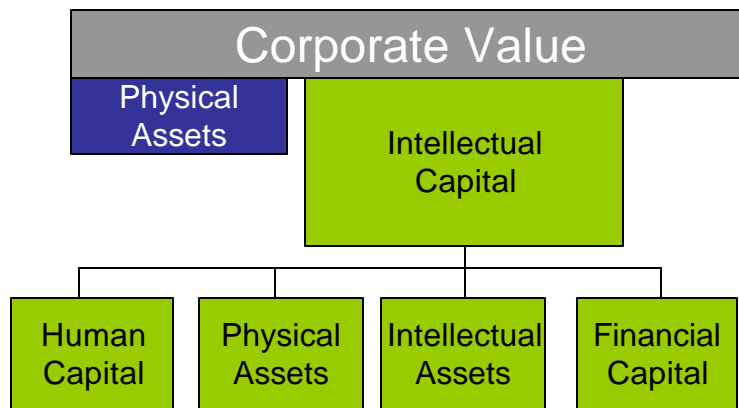 Corporate Value
Physical
Assets
Intellectual
Capital
Human
Capital
Physical
Assets
Intellectual
Assets
Financial
Capital